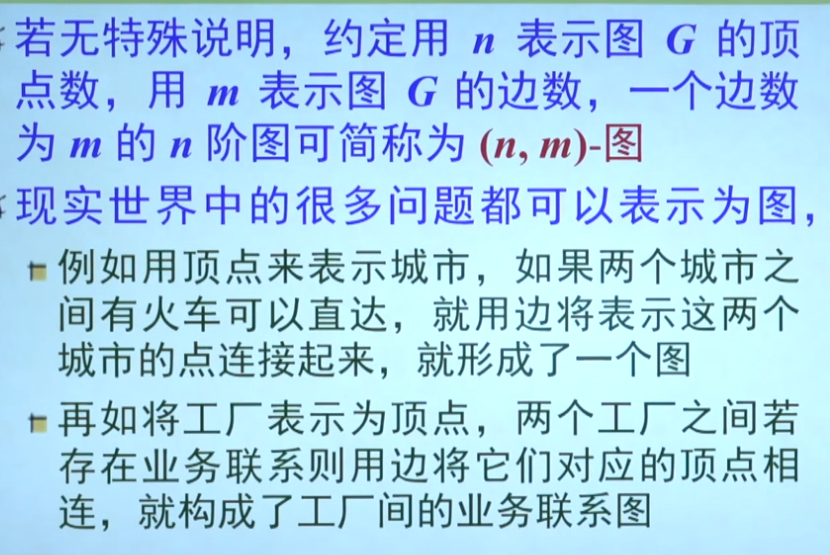 若无特殊说明，约定用 n 表示图 G 的顶
点数，用 m 表示图 G 的边数，一个边数
为 m 的 n 阶图可简称为 (n, m)-图
现实世界中的很多问题都可以表示为图，
例如用顶点来表示城市，如果两个城市之
间有火车可以直达，就用边将表示这两个
城市的点连接起来，就形成了一个图
再如将工厂表示为顶点，两个工厂之间若
存在业务联系则用边将它们对应的顶点相
连，就构成了工厂间的业务联系图